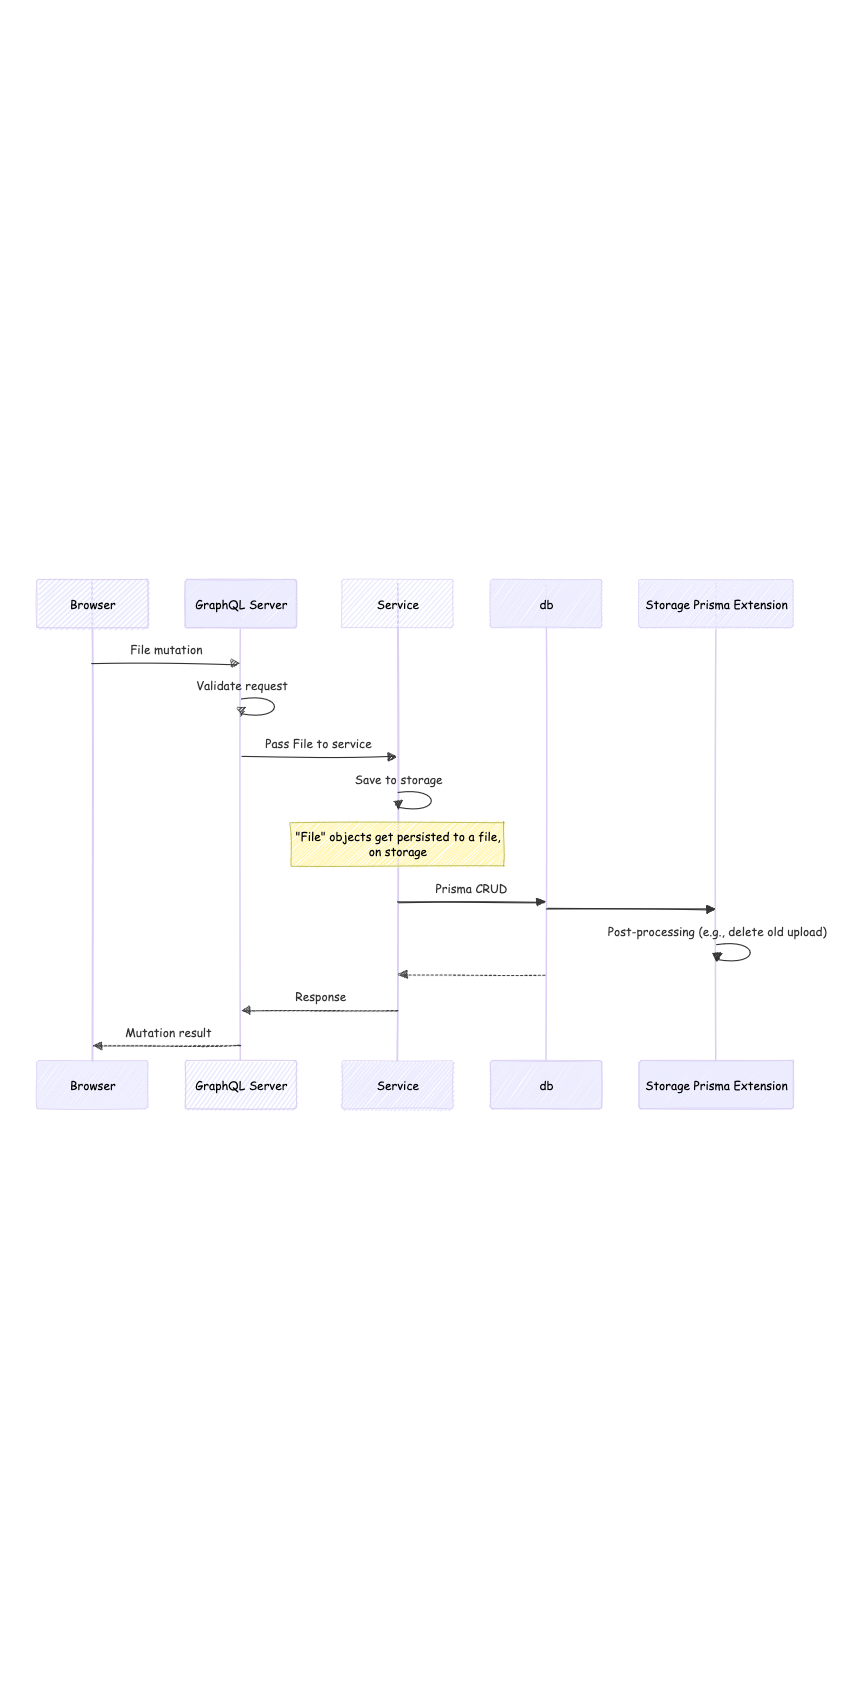 Browser
GraphQL Server
Service
db
Storage Prisma Extension
File mutation
Validate request
Pass File to service
Save to storage
"File" objects get persisted to a file,
on storage
Prisma CRUD
Post-processing (e.g., delete old upload)
Response
Mutation result
Browser
GraphQL Server
Service
db
Storage Prisma Extension